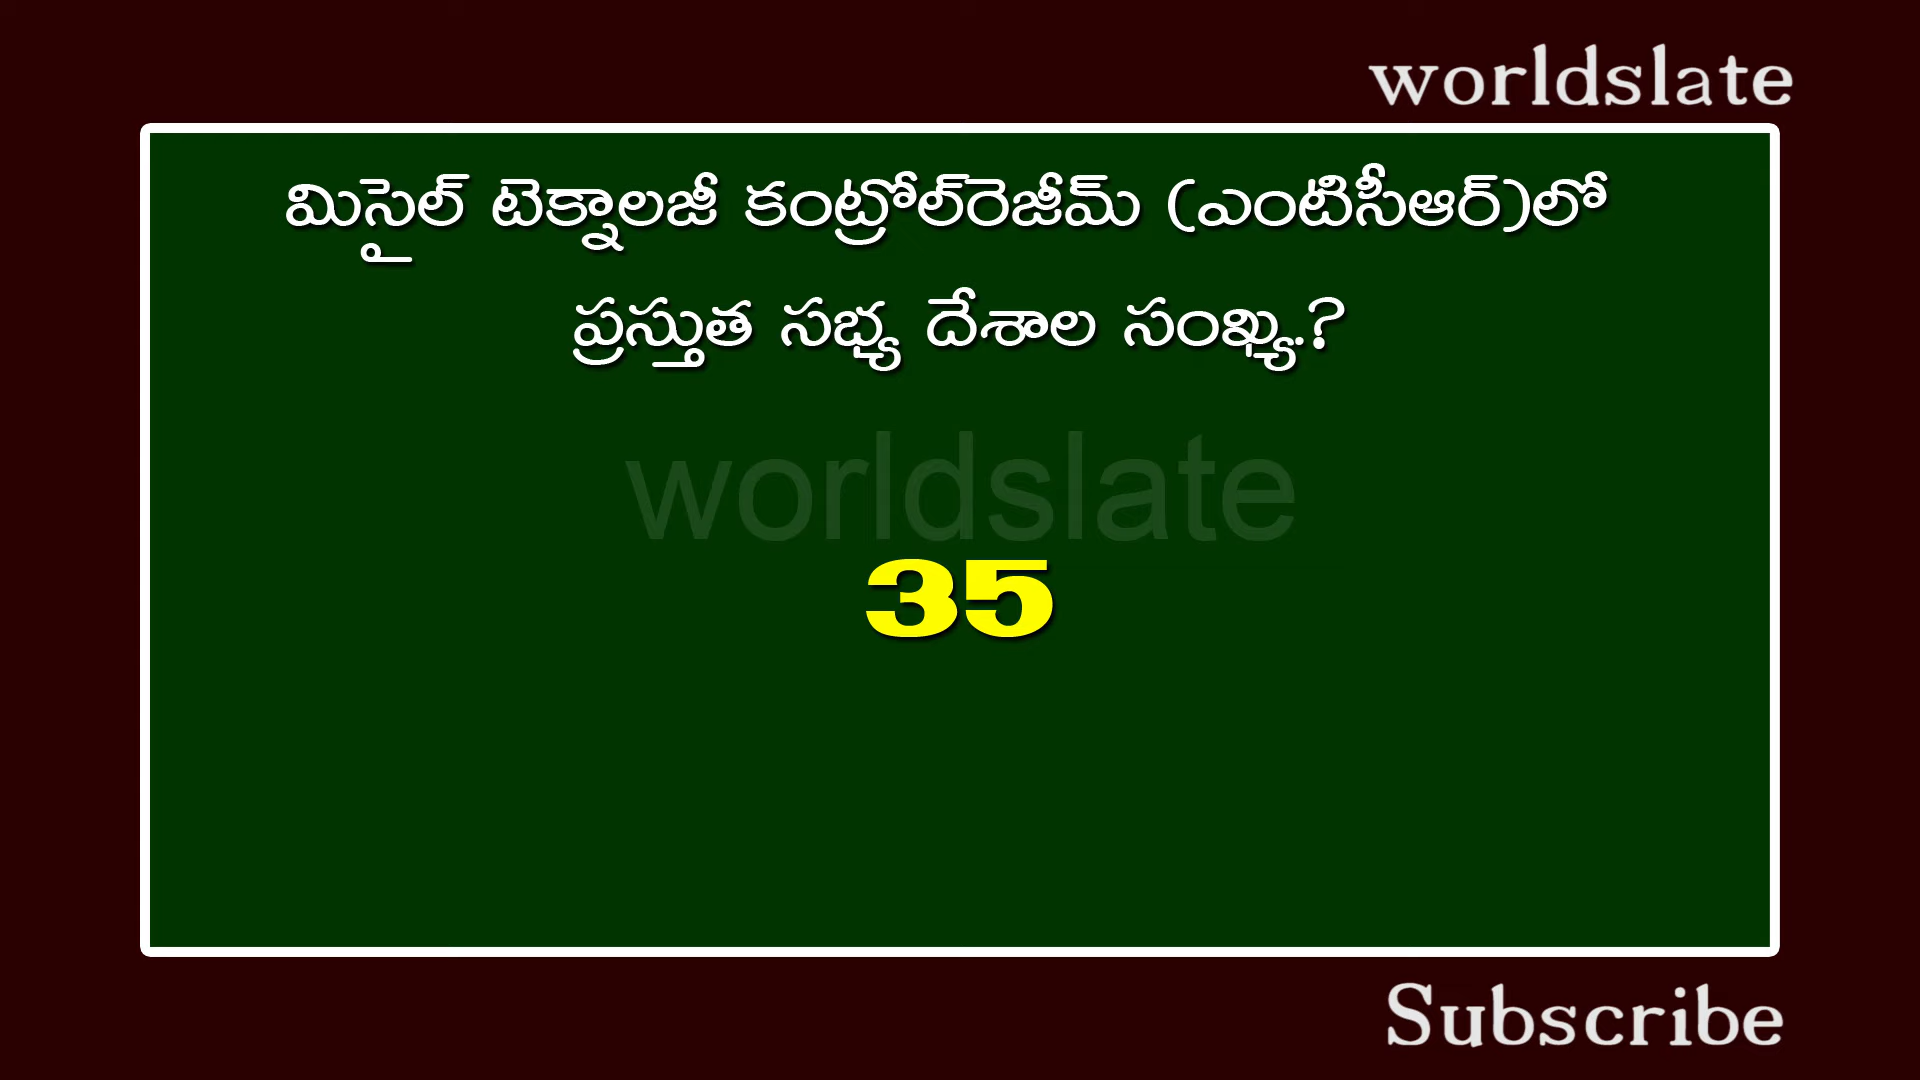 worldslate
మిస్సైల్ టెక్నాలజీ కంట్రోల్‌రెజీమ్ (ఎంటిసీఆర్)లో
ప్రస్తుత సభ్య దేశాల సంఖ్య.?
worldslate
35
Subscribe